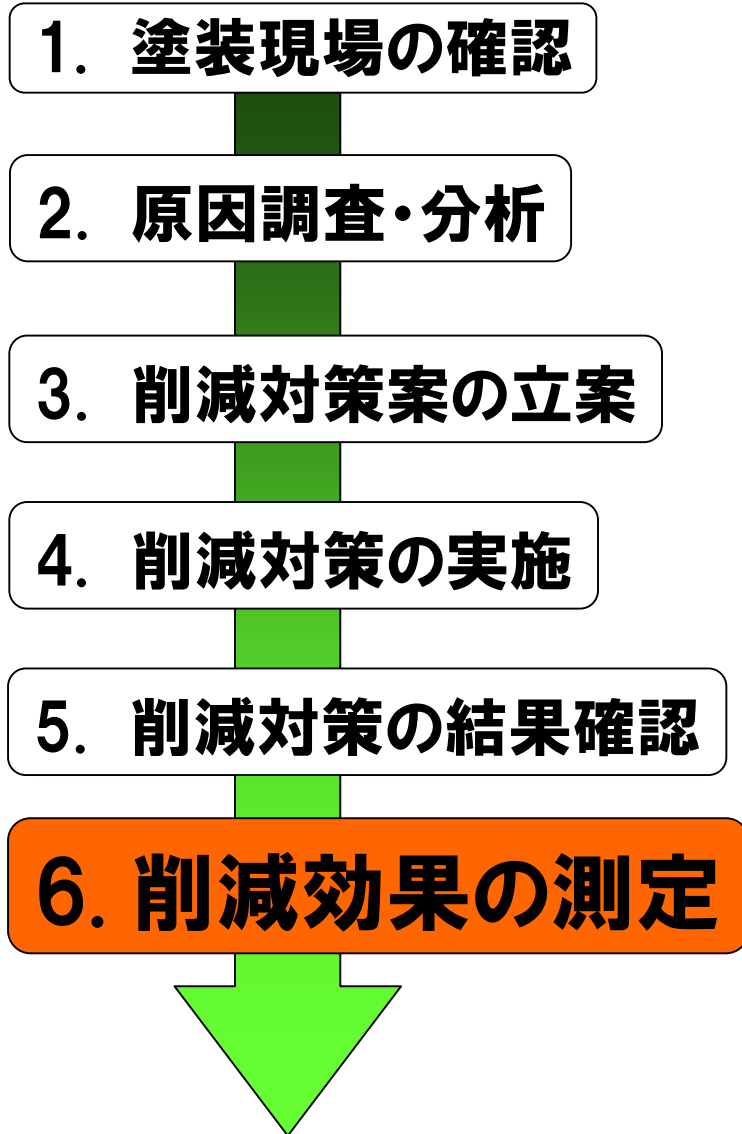 1. 塗装現場の確認
2. 原因調査・分析
3. 削減対策案の立案
4. 削減対策の実施
5. 削減対策の結果確認
6. 削減効果の測定